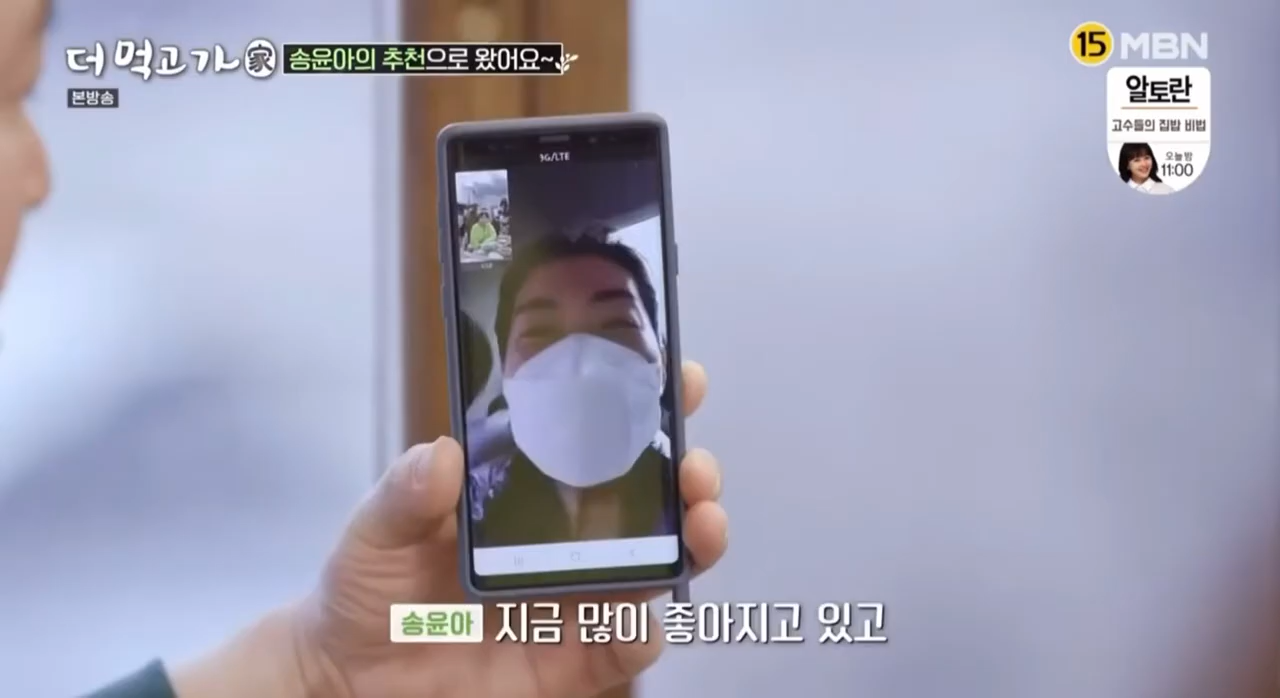 더 먹고 가 家 송윤아의 추천으로 왔어요~
본방송
15 MBN
알토란
고수들의 집밥 비법
오늘 밤
11:00
송윤아 지금 많이 좋아지고 있고